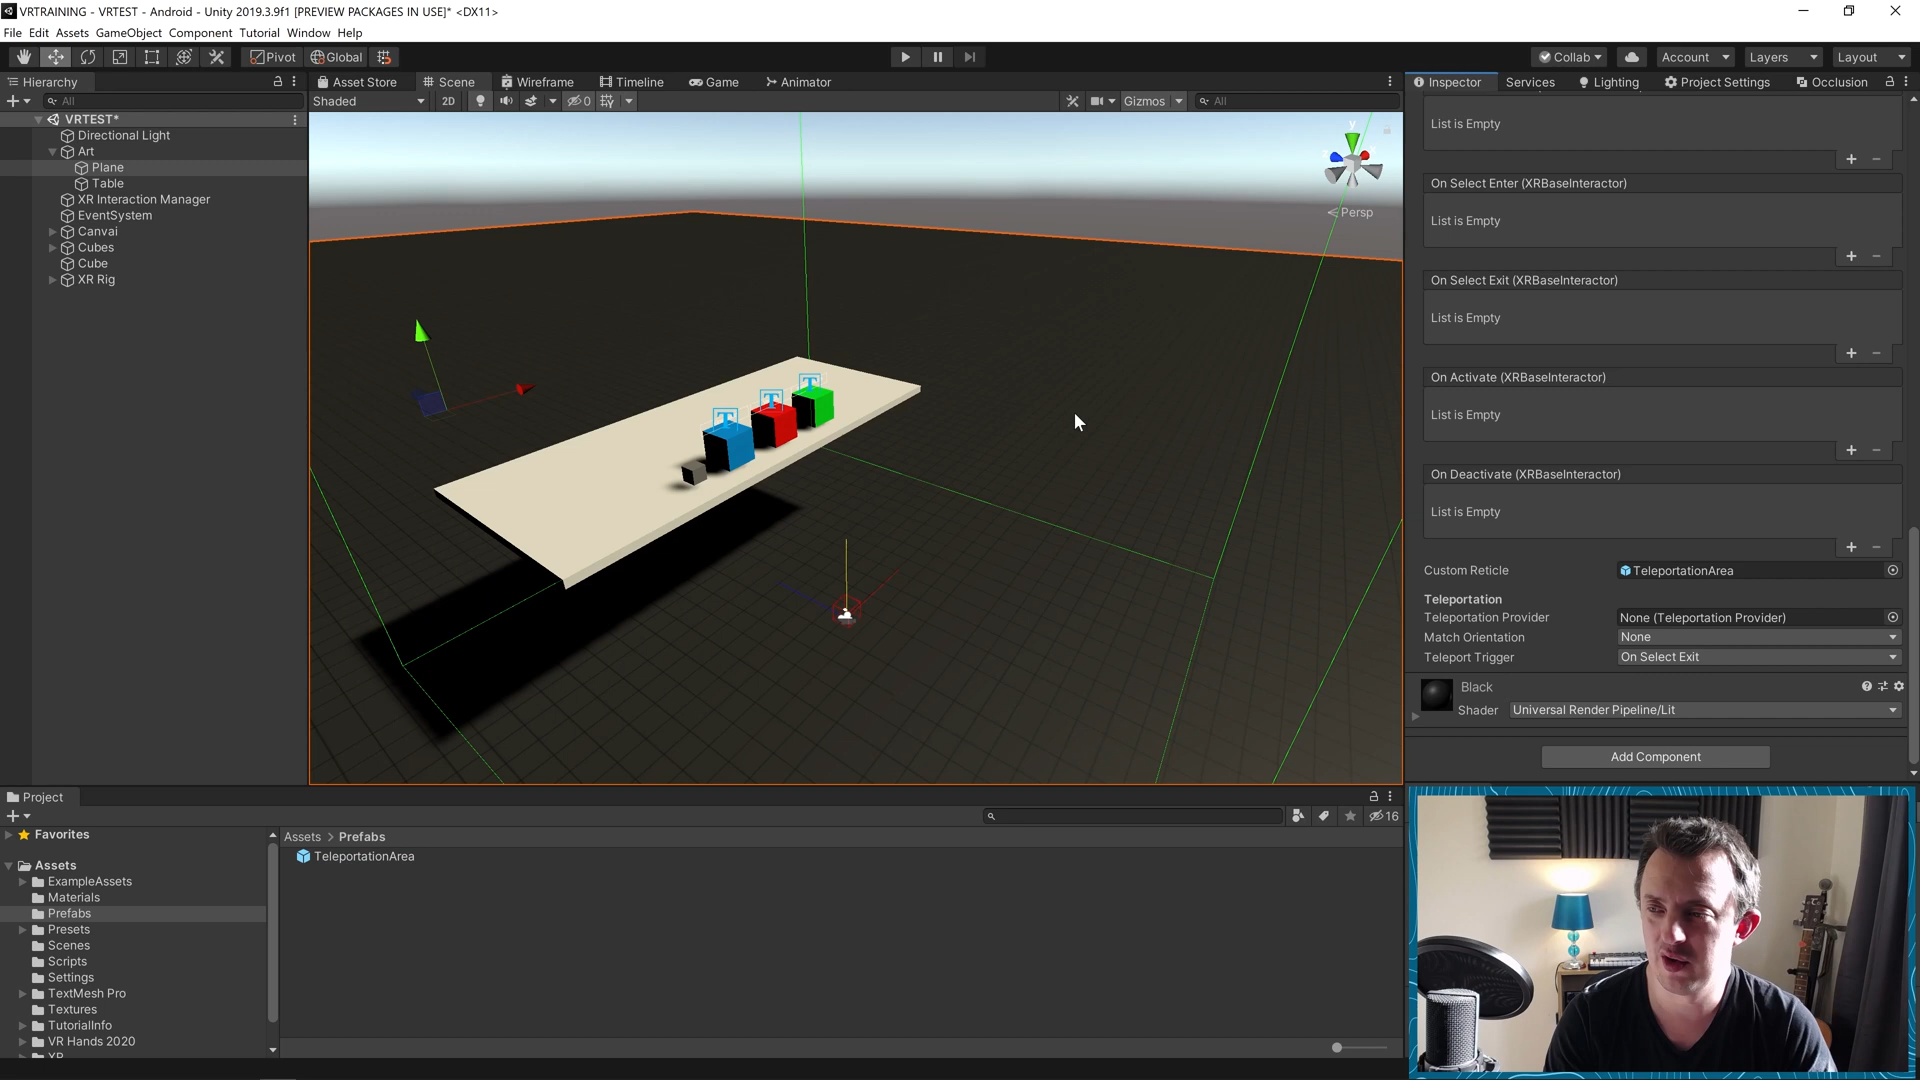 VRTRAINING - VRTEST - Android - Unity 2019.3.9f1 [PREVIEW PACKAGES IN USE]* <DX11>
File Edit Assets GameObject Component Tutorial Window Help
Pivot Global Collab Account Layers Layout
Hierarchy
All
VRTEST*
Directional Light
Art
Plane
Table
XR Interaction Manager
EventSystem
Canvai
Cubes
Cube
XR Rig
Asset Store Scene Wireframe Timeline Game Animator
Shaded 2D 0 Gizmos All
y
Persp
T
T
T
Inspector Services Lighting Project Settings Occlusion
List is Empty
On Select Enter (XRBaseInteractor)
List is Empty
On Select Exit (XRBaseInteractor)
List is Empty
On Activate (XRBaseInteractor)
List is Empty
On Deactivate (XRBaseInteractor)
List is Empty
Custom Reticle TeleportationArea
Teleportation
Teleportation Provider None (Teleportation Provider)
Match Orientation None
Teleport Trigger On Select Exit
Black
Shader Universal Render Pipeline/Lit
Add Component
Project
16
Favorites
Assets
ExampleAssets
Materials
Prefabs
Presets
Scenes
Scripts
Settings
TextMesh Pro
Textures
TutorialInfo
VR Hands 2020
XR
Assets > Prefabs
TeleportationArea